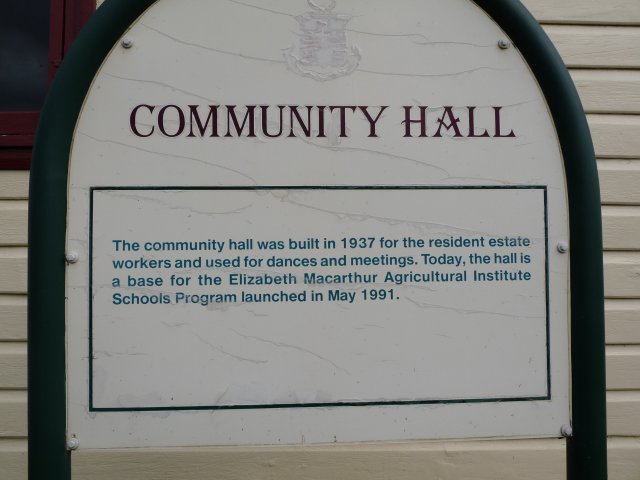 COMMUNITY HALL
The community hall was built in 1937 for the resident estate
workers and used for dances and meetings. Today, the hall is
a base for the Elizabeth Macarthur Agricultural Institute
Schools Program launched in May 1991.